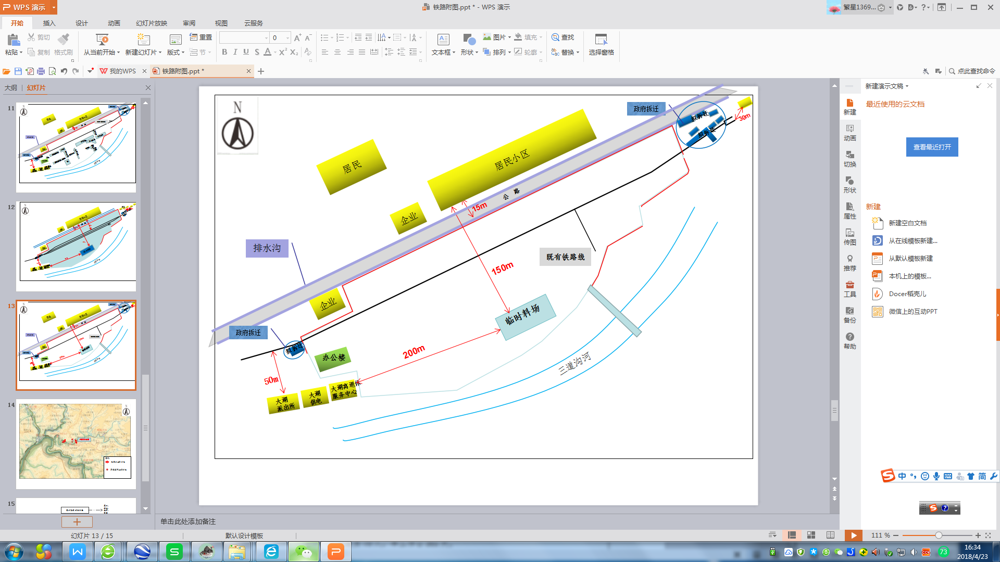 WPS 演示
铁路附图.ppt * - WPS 演示
繁星1369...
开始
插入
设计
动画
幻灯片放映
审阅
视图
云服务
粘贴
剪切
复制
格式刷
从当前开始
新建幻灯片
版式
重置
节
0
B I U S A X² X₂
文本框
形状
图片
排列
填充
轮廓
查找
替换
选择窗格
我的WPS
铁路附图.ppt *
点此查找命令
大纲
幻灯片
11
12
13
14
15
N
政府拆迁
拟拆迁
拟拆迁
30m
居民
居民小区
公 路
15m
企业
排水沟
既有铁路线
150m
企业
临时料场
政府拆迁
拟拆迁
办公楼
200m
三道沟河
50m
大湖
派出所
大湖
供电
大湖离退休
服务中心
单击此处添加备注
新建演示文稿
最近使用的云文档
查看最近打开
新建
新建空白文档
从在线模板新建...
从默认模板新建
本机上的模板...
Docer稻壳儿
微信上的互动PPT
新建
动画
切换
形状
属性
传图
推荐
工具
备份
帮助
中
简
幻灯片 13 / 15
默认设计模板
111 %
73
16:34
2018/4/23